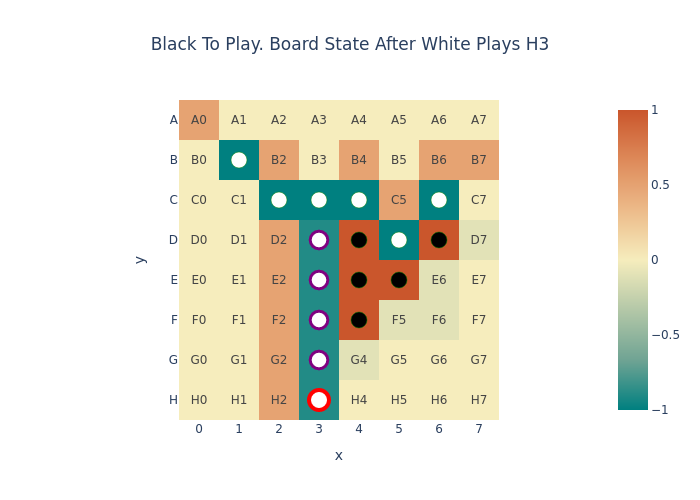 Black To Play. Board State After White Plays H3
A A0 A1 A2 A3 A4 A5 A6 A7
B B0 B2 B3 B4 B5 B6 B7
C C0 C1 C5 C7
D D0 D1 D2 D7
E E0 E1 E2 E6 E7
F F0 F1 F2 F5 F6 F7
G G0 G1 G2 G4 G5 G6 G7
H H0 H1 H2 H4 H5 H6 H7
0 1 2 3 4 5 6 7
x
y
1
0.5
0
−0.5
−1